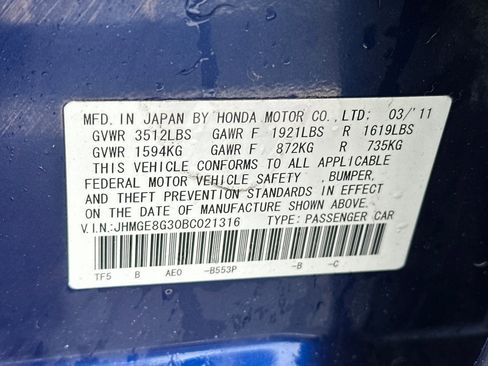 MFD. IN JAPAN BY HONDA MOTOR CO., LTD: 03/'11
GVWR 3512LBS GAWR F 1921LBS R 1619LBS
GVWR 1594KG GAWR F 872KG R 735KG
THIS VEHICLE CONFORMS TO ALL APPLICABLE
FEDERAL MOTOR VEHICLE SAFETY ,BUMPER,
AND THEFT PREVENTION STANDARDS IN EFFECT
ON THE DATE OF MANUFACTURE SHOWN ABOVE.
V.I.N:JHMGE8G30BC021316 TYPE: PASSENGER CAR
TF5 B AE0 -B553P -B -C